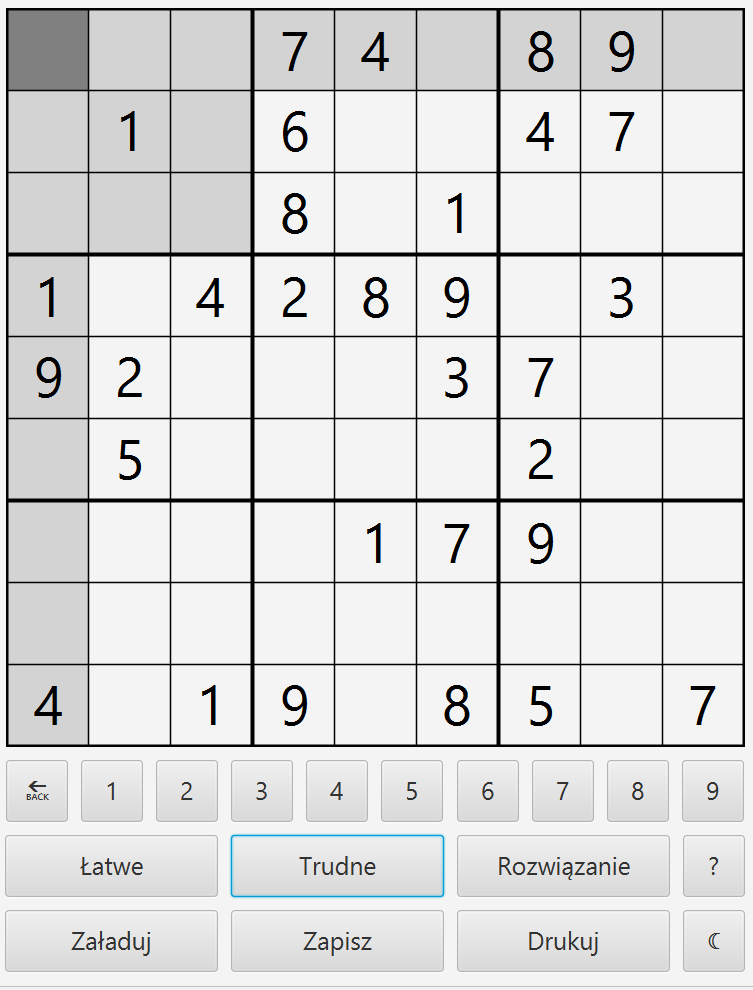 7 4 8 9
1 6 4 7
8 1
1 4 2 8 9 3
9 2 3 7
5 2
1 7 9
4 1 9 8 5 7
BACK 1 2 3 4 5 6 7 8 9
Łatwe Trudne Rozwiązanie ?
Załaduj Zapisz Drukuj ☾